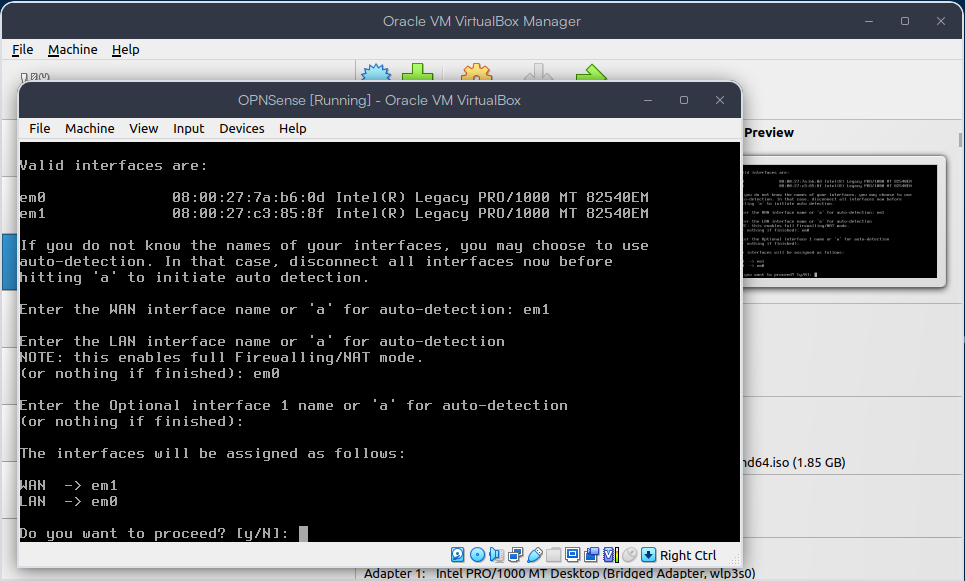 Oracle VM VirtualBox Manager
File Machine Help
OPNSense [Running] - Oracle VM VirtualBox
File Machine View Input Devices Help
Preview
Valid interfaces are:
em0 08:00:27:7a:b6:0d Intel(R) Legacy PRO/1000 MT 82540EM
em1 08:00:27:c3:85:8f Intel(R) Legacy PRO/1000 MT 82540EM
If you do not know the names of your interfaces, you may choose to use
auto-detection. In that case, disconnect all interfaces now before
hitting 'a' to initiate auto detection.
Enter the WAN interface name or 'a' for auto-detection: em1
Enter the LAN interface name or 'a' for auto-detection
NOTE: this enables full Firewalling/NAT mode.
(or nothing if finished): em0
Enter the Optional interface 1 name or 'a' for auto-detection
(or nothing if finished):
The interfaces will be assigned as follows:
WAN -> em1
LAN -> em0
Do you want to proceed? [y/N]:
nd64.iso (1.85 GB)
Right Ctrl
Adapter 1: Intel PRO/1000 MT Desktop (Bridged Adapter, wlp3s0)